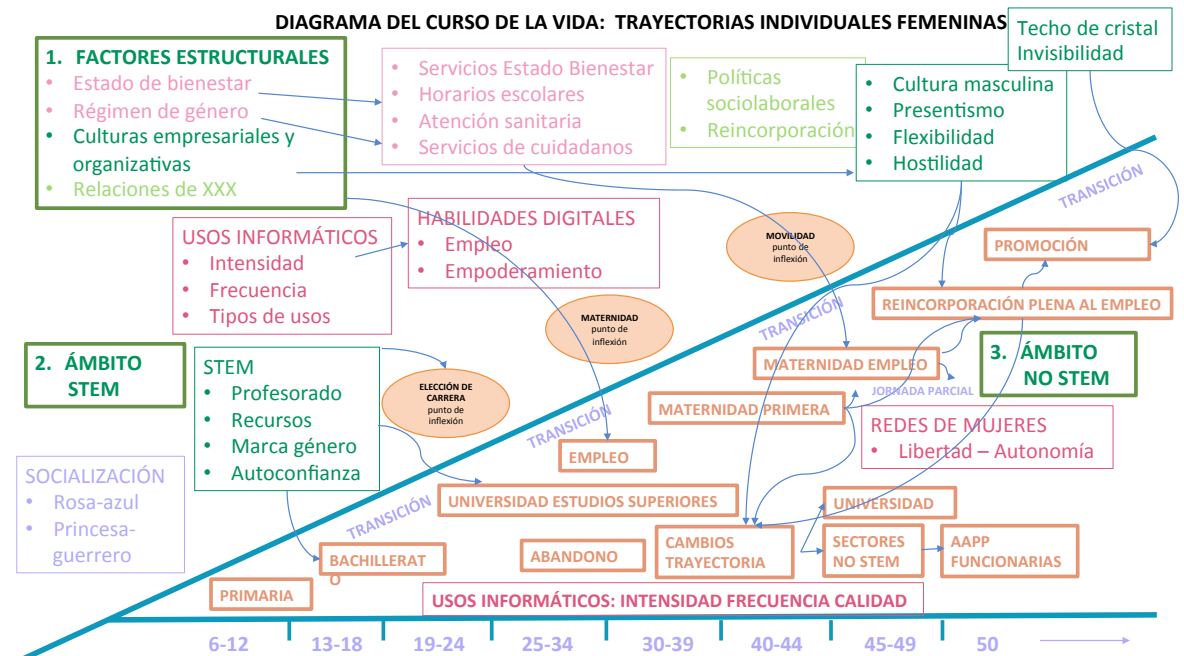 DIAGRAMA DEL CURSO DE LA VIDA: TRAYECTORIAS INDIVIDUALES FEMENINAS
Techo de cristal
Invisibilidad
1. FACTORES ESTRUCTURALES
• Estado de bienestar
• Régimen de género
• Culturas empresariales y
organizativas
• Relaciones de XXX
• Servicios Estado Bienestar
• Horarios escolares
• Atención sanitaria
• Servicios de cuidadanos
• Políticas
sociolaborales
• Reincorporación
• Cultura masculina
• Presentismo
• Flexibilidad
• Hostilidad
TRANSICIÓN
USOS INFORMÁTICOS
• Intensidad
• Frecuencia
• Tipos de usos
HABILIDADES DIGITALES
• Empleo
• Empoderamiento
MOVILIDAD
punto de
inflexión
PROMOCIÓN
REINCORPORACIÓN PLENA AL EMPLEO
MATERNIDAD
punto de
inflexión
TRANSICIÓN
2. ÁMBITO
STEM
STEM
• Profesorado
• Recursos
• Marca género
• Autoconfianza
ELECCIÓN DE
CARRERA
punto de
inflexión
MATERNIDAD EMPLEO
3. ÁMBITO
NO STEM
JORNADA PARCIAL
MATERNIDAD PRIMERA
TRANSICIÓN
REDES DE MUJERES
• Libertad – Autonomía
EMPLEO
SOCIALIZACIÓN
• Rosa-azul
• Princesa-
guerrero
UNIVERSIDAD ESTUDIOS SUPERIORES
UNIVERSIDAD
TRANSICIÓN
BACHILLERAT
O
ABANDONO
CAMBIOS
TRAYECTORIA
SECTORES
NO STEM
AAPP
FUNCIONARIAS
PRIMARIA
USOS INFORMÁTICOS: INTENSIDAD FRECUENCIA CALIDAD
6-12 13-18 19-24 25-34 30-39 40-44 45-49 50